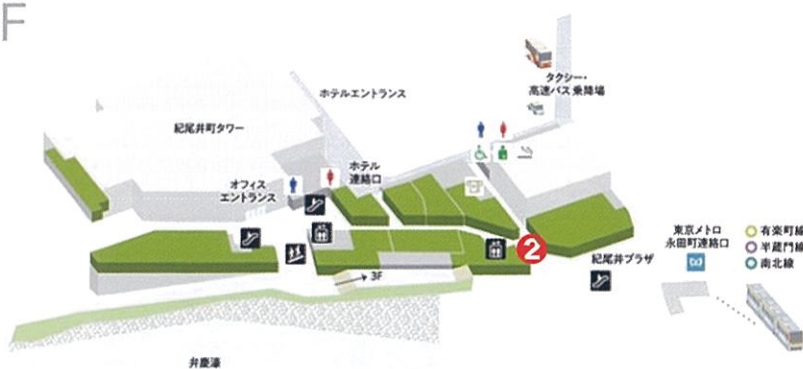 F
タクシー・
高速バス乗降場
ホテルエントランス
紀尾井町タワー
ホテル
連絡口
オフィス
エントランス
2
東京メトロ
永田町連絡口
有楽町線
半蔵門線
南北線
紀尾井プラザ
3F
弁慶濠